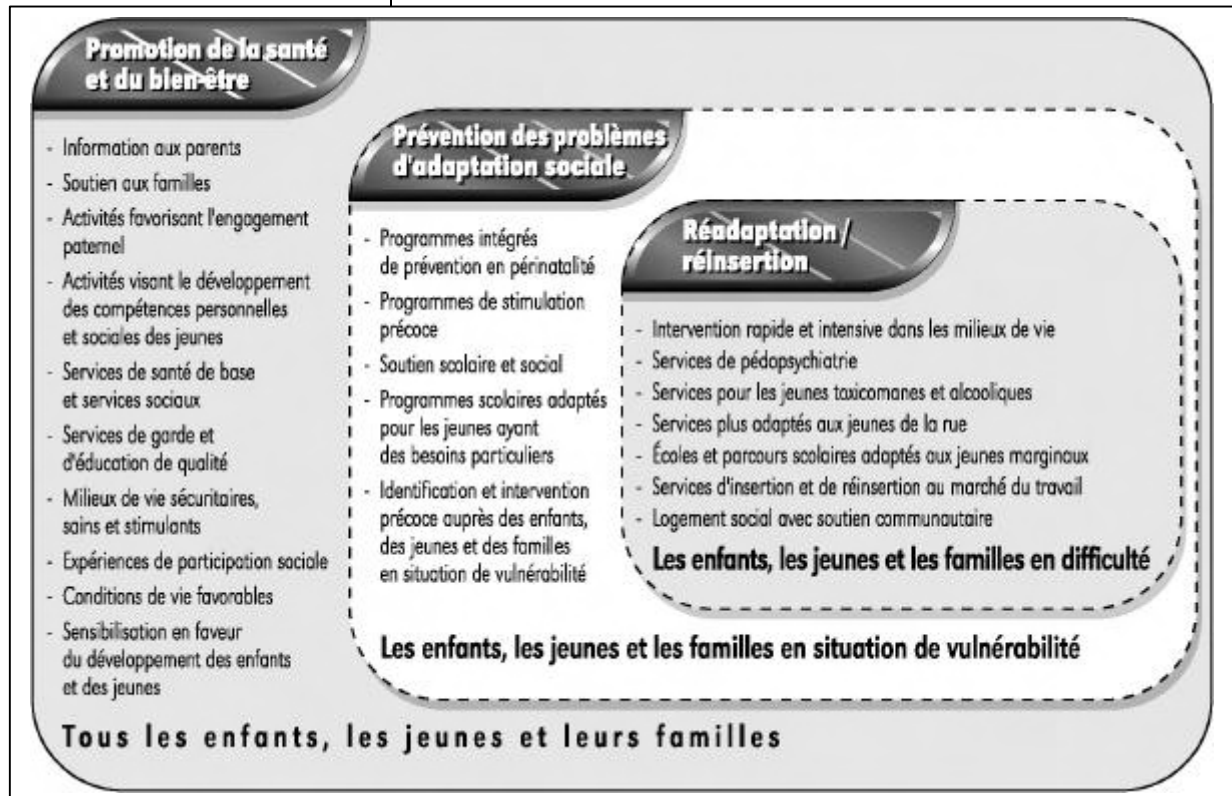 Promotion de la santé
et du bien-être
- Information aux parents
- Soutien aux familles
- Activités favorisant l'engagement
paternel
- Activités visant le développement
des compétences personnelles
et sociales des jeunes
- Services de santé de base
et services sociaux
- Services de garde et
d'éducation de qualité
- Milieux de vie sécuritaires,
sains et stimulants
- Expériences de participation sociale
- Conditions de vie favorables
- Sensibilisation en faveur
du développement des enfants
et des jeunes
Tous les enfants, les jeunes et leurs familles
Prévention des problèmes
d'adaptation sociale
- Programmes intégrés
de prévention en périnatalité
- Programmes de stimulation
précoce
- Soutien scolaire et social
- Programmes scolaires adaptés
pour les jeunes ayant
des besoins particuliers
- Identification et intervention
précoce auprès des enfants,
des jeunes et des familles
en situation de vulnérabilité
Les enfants, les jeunes et les familles en situation de vulnérabilité
Réadaptation /
réinsertion
- Intervention rapide et intensive dans les milieux de vie
- Services de pédopsychiatrie
- Services pour les jeunes toxicomanes et alcooliques
- Services plus adaptés aux jeunes de la rue
- Écoles et parcours scolaires adaptés aux jeunes marginaux
- Services d'insertion et de réinsertion au marché du travail
- Logement social avec soutien communautaire
Les enfants, les jeunes et les familles en difficulté